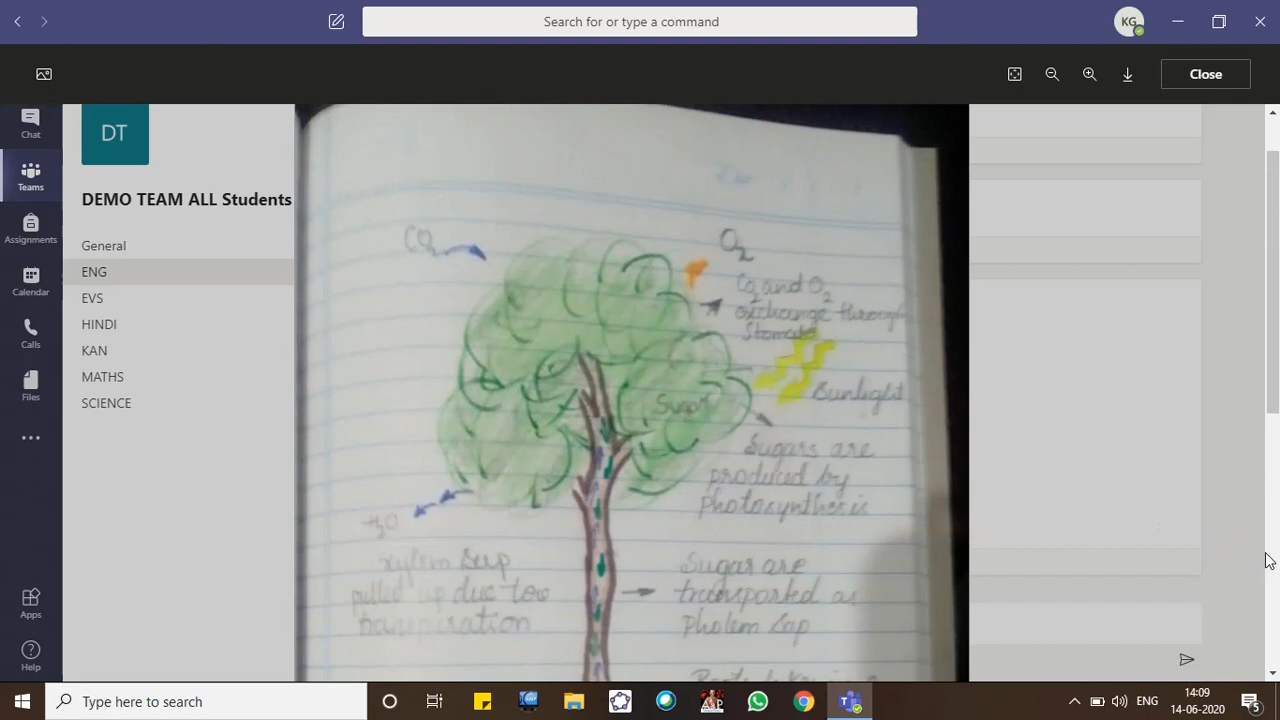 Search for or type a command
KG
Close
Chat
Teams
Assignments
Calendar
Calls
Files
Apps
Help
DT
DEMO TEAM ALL Students
General
ENG
EVS
HINDI
KAN
MATHS
SCIENCE
CO2
O2
Co2 and O2
exchange through
Sunlight
Sugar
Sugars are
produced by
photosynthesis
H2O
xylem
pulled up due to
transpiration
Sugar are
transported as
Pholem Sap
Type here to search
ENG
14:09
14-06-2020
5